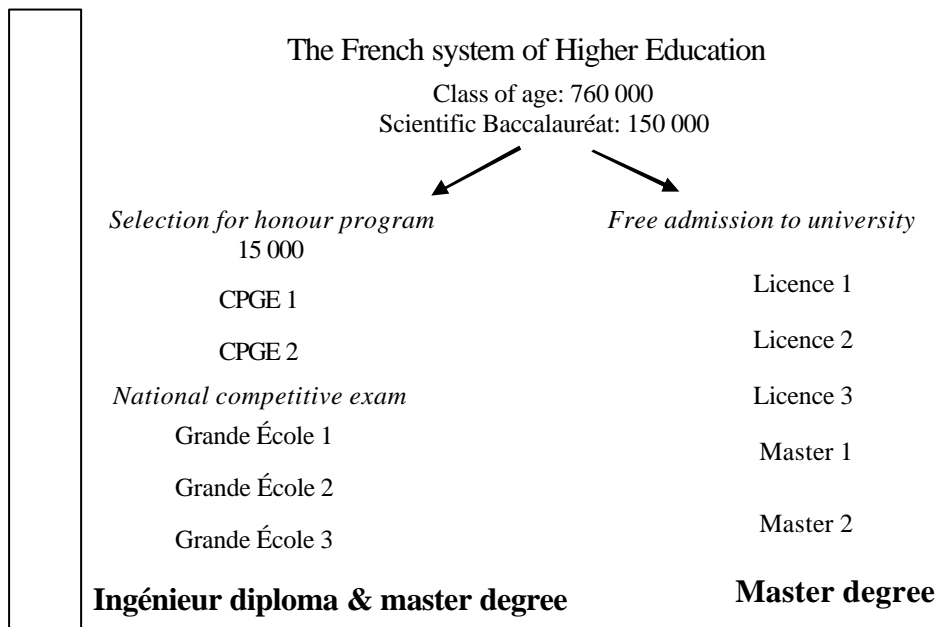 The French system of Higher Education
Class of age: 760 000
Scientific Baccalauréat: 150 000
Selection for honour program
15 000
CPGE 1
CPGE 2
National competitive exam
Grande École 1
Grande École 2
Grande École 3
Ingénieur diploma & master degree
Free admission to university
Licence 1
Licence 2
Licence 3
Master 1
Master 2
Master degree